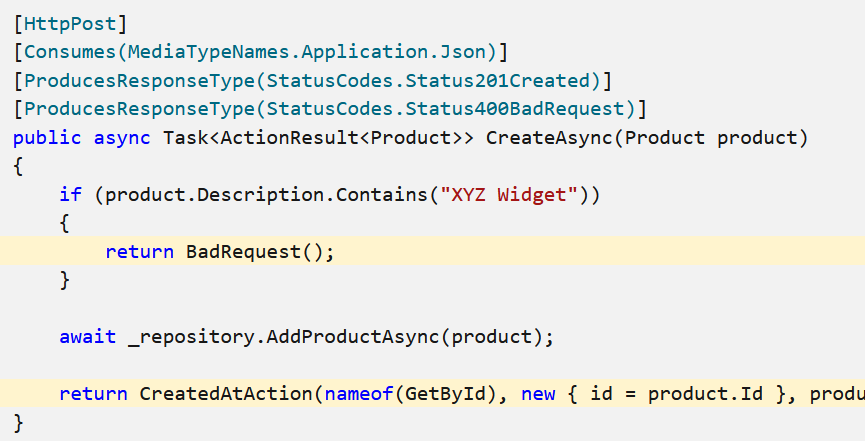 [HttpPost]
[Consumes(MediaTypeNames.Application.Json)]
[ProducesResponseType(StatusCodes.Status201Created)]
[ProducesResponseType(StatusCodes.Status400BadRequest)]
public async Task<ActionResult<Product>> CreateAsync(Product product)
{
    if (product.Description.Contains("XYZ Widget"))
    {
        return BadRequest();
    }

    await _repository.AddProductAsync(product);

    return CreatedAtAction(nameof(GetById), new { id = product.Id }, produ
}